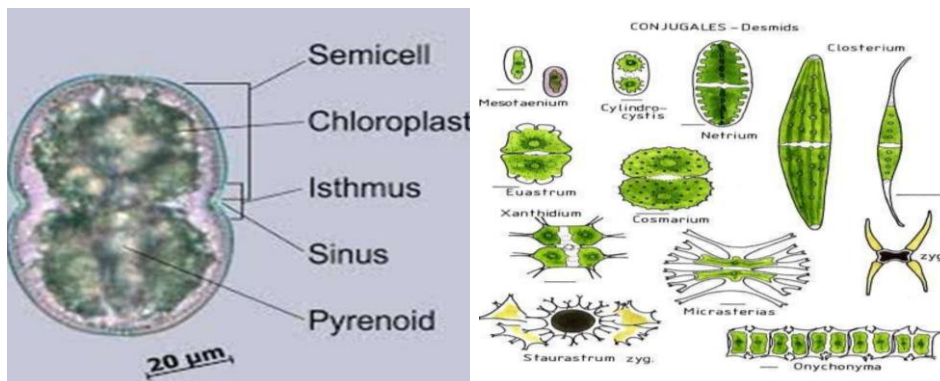 Semicell
Chloroplast
Isthmus
Sinus
Pyrenoid
20 µm
CONJUGALES – Desmids
Mesotaenium
Cylindro-
cystis
Netrium
Closterium
Euastrum
Cosmarium
Xanthidium
Micrasterias
zyg.
Staurastrum zyg.
Onychonyma